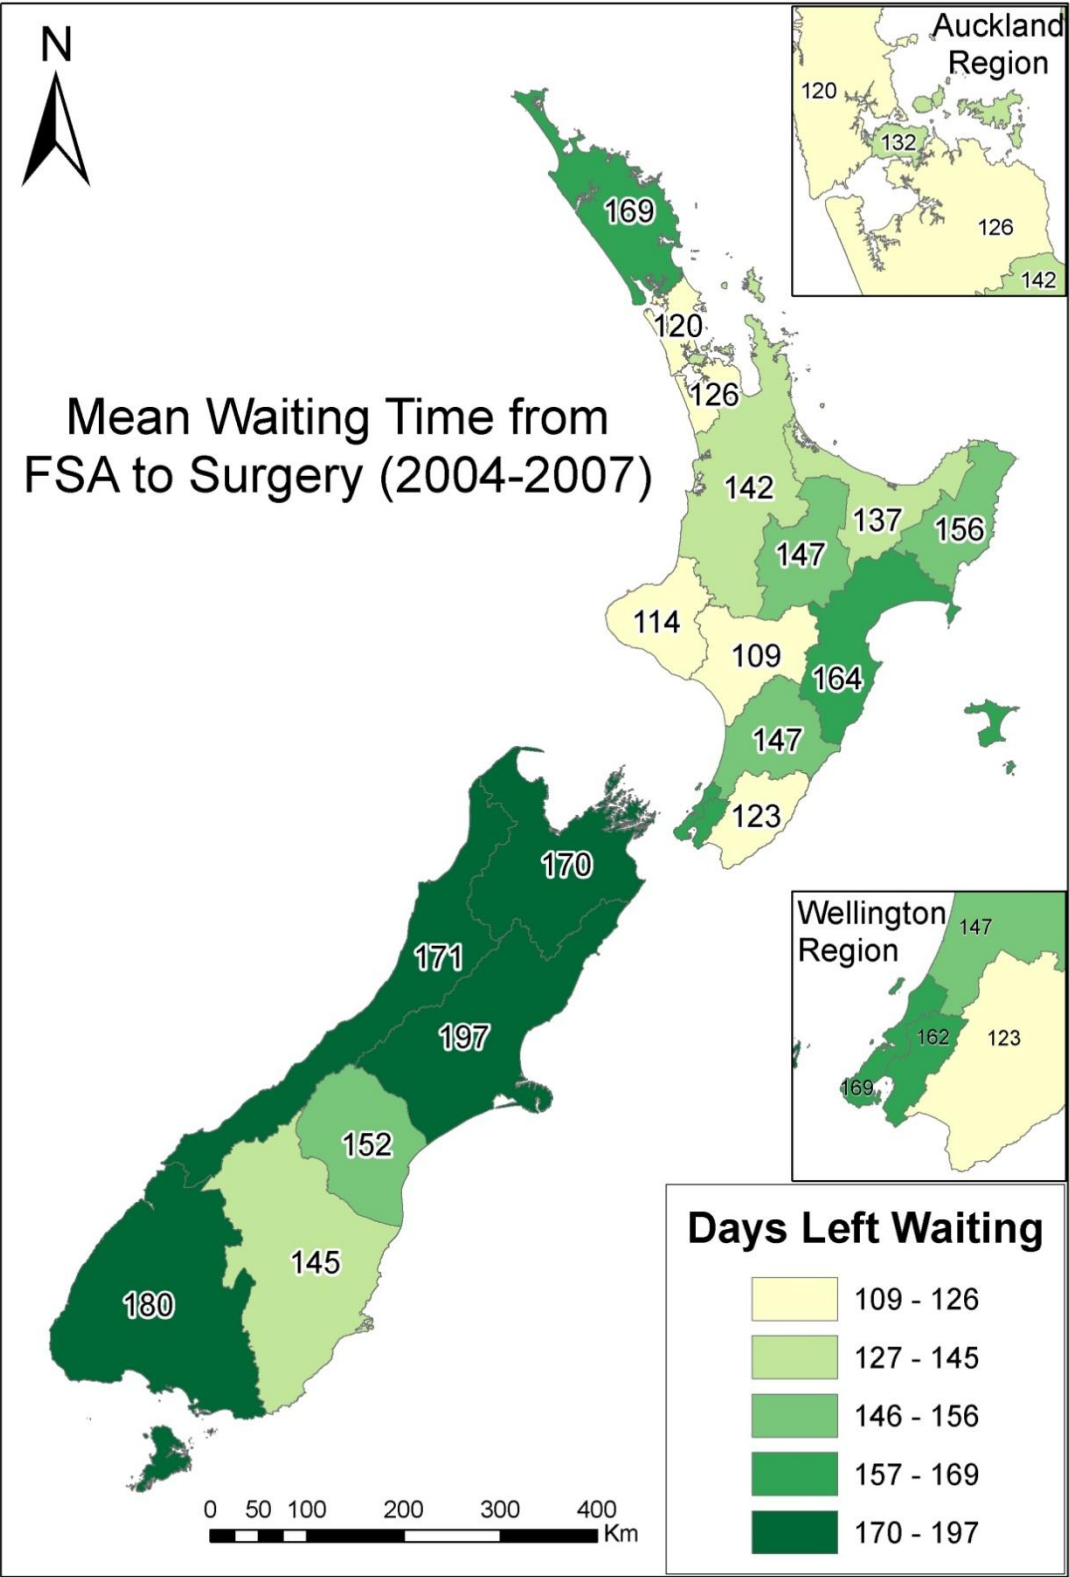 N
Auckland
Region
120
132
126
142
169
120
126
Mean Waiting Time from
FSA to Surgery (2004-2007)
142
137
156
147
114
109
164
147
123
170
171
197
152
145
180
Wellington
Region
147
162
123
169
Days Left Waiting
109 - 126
127 - 145
146 - 156
157 - 169
170 - 197
0 50 100 200 300 400
Km